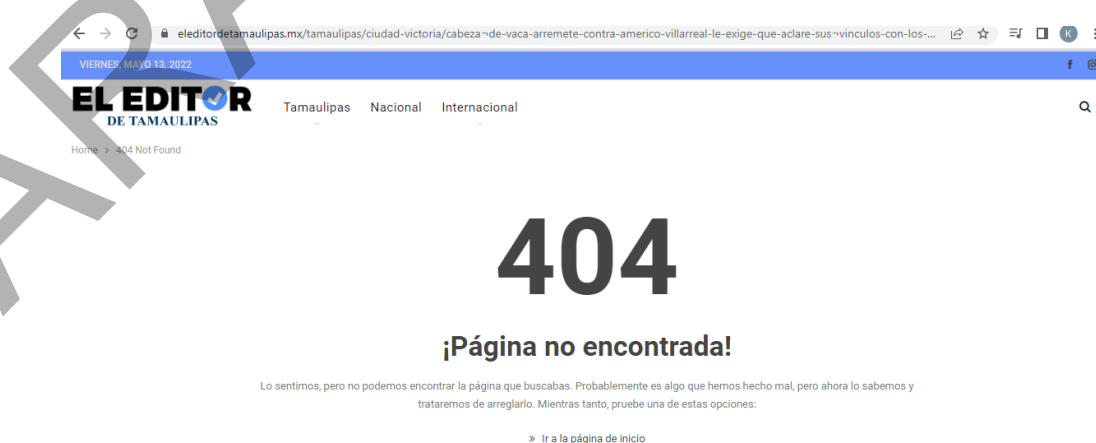 eleditordetamaulipas.mx/tamaulipas/ciudad-victoria/cabeza¬de-vaca-arremete-contra-americo-villarreal-le-exige-que-aclare-sus¬vinculos-con-los-...
K
VIERNES, MAYO 13, 2022
EL EDITOR
DE TAMAULIPAS
Tamaulipas Nacional Internacional
Home > 404 Not Found
404
¡Página no encontrada!
Lo sentimos, pero no podemos encontrar la página que buscabas. Probablemente es algo que hemos hecho mal, pero ahora lo sabemos y
trataremos de arreglarlo. Mientras tanto, pruebe una de estas opciones:
» Ir a la página de inicio